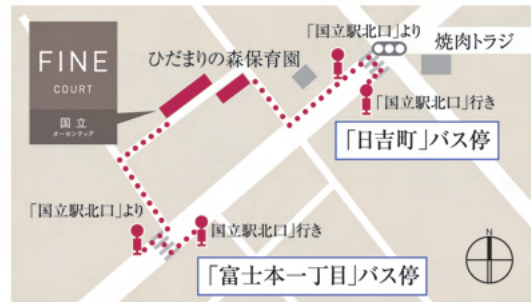 FINE
COURT
国立
オーセンティア
ひだまりの森保育園
「国立駅北口」より
焼肉トラジ
「国立駅北口」行き
「日吉町」バス停
「国立駅北口」より
「国立駅北口」行き
「富士本一丁目」バス停
N